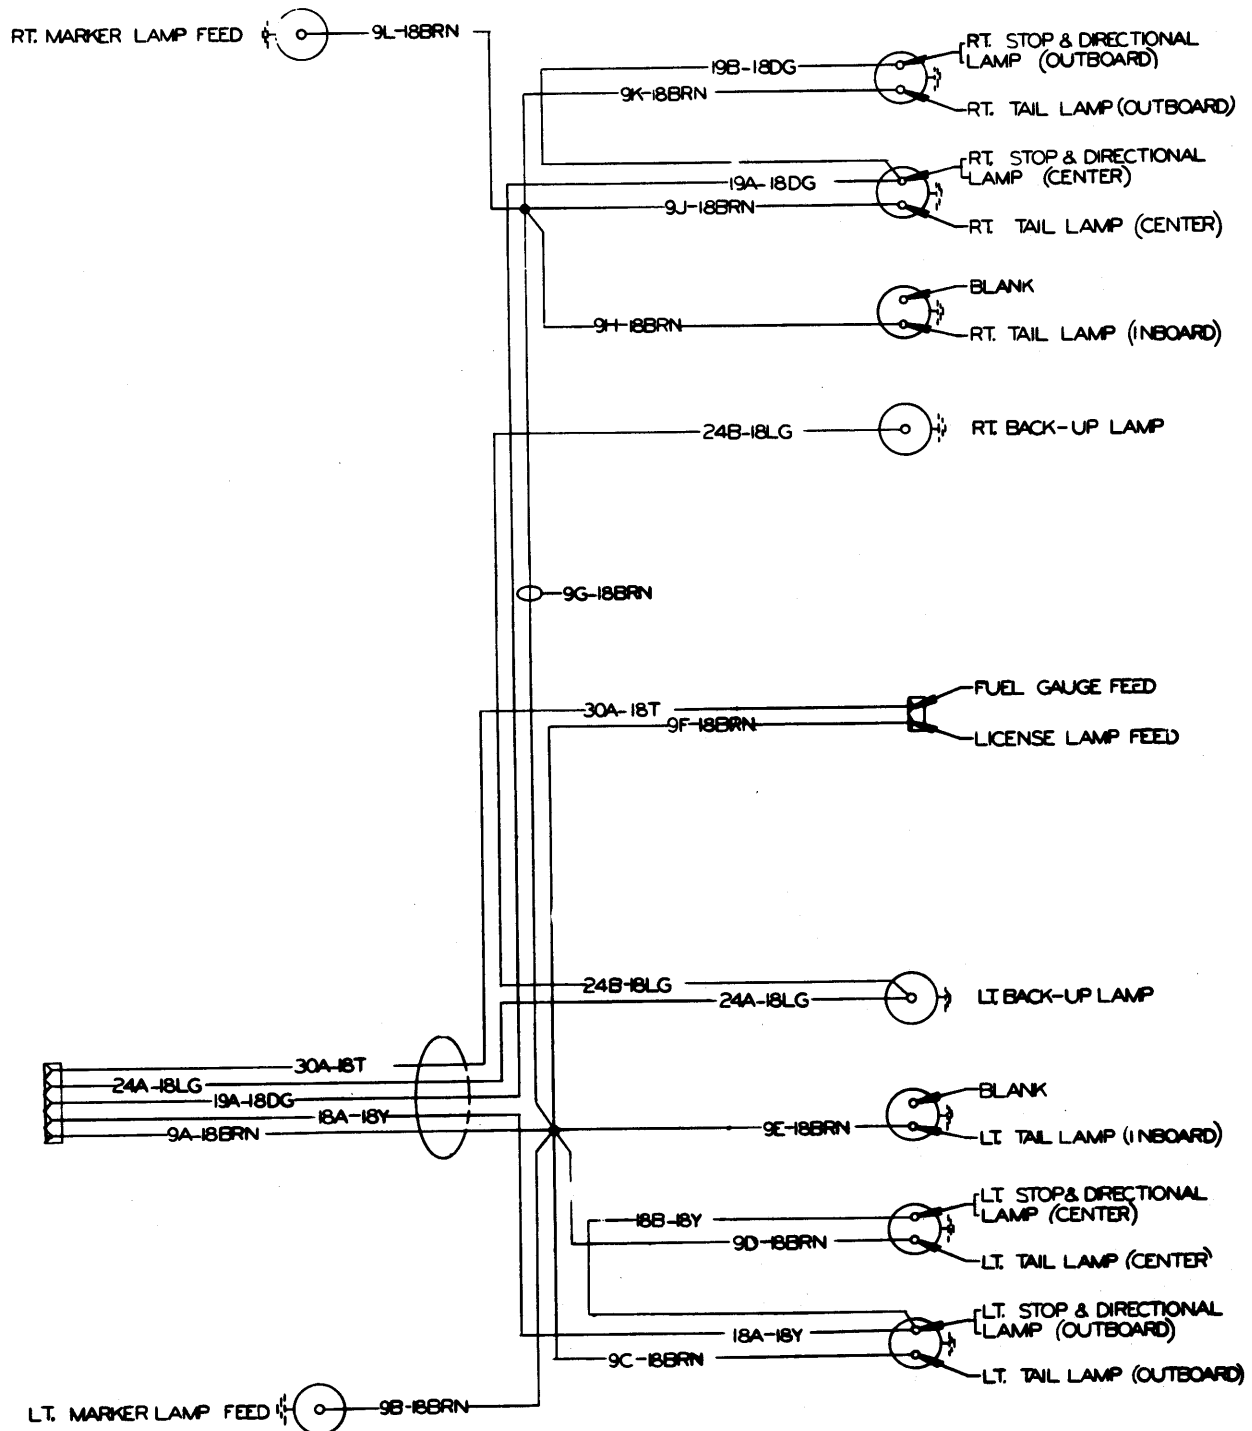 RT. MARKER LAMP FEED
9L-18BRN
19B-18DG
RT. STOP & DIRECTIONAL
LAMP (OUTBOARD)
9K-18BRN
RT. TAIL LAMP (OUTBOARD)
RT. STOP & DIRECTIONAL
LAMP (CENTER)
19A-18DG
9J-18BRN
RT. TAIL LAMP (CENTER)
BLANK
9H-18BRN
RT. TAIL LAMP (INBOARD)
24B-18LG
RT. BACK-UP LAMP
9G-18BRN
FUEL GAUGE FEED
30A-18T
9F-18BRN
LICENSE LAMP FEED
24B-18LG
24A-18LG
LT. BACK-UP LAMP
30A-18T
24A-18LG
19A-18DG
18A-18Y
9A-18BRN
BLANK
9E-18BRN
LT. TAIL LAMP (INBOARD)
LT. STOP & DIRECTIONAL
LAMP (CENTER)
18B-18Y
9D-18BRN
LT. TAIL LAMP (CENTER)
LT. STOP & DIRECTIONAL
LAMP (OUTBOARD)
18A-18Y
9C-18BRN
LT. TAIL LAMP (OUTBOARD)
LT. MARKER LAMP FEED
9B-18BRN